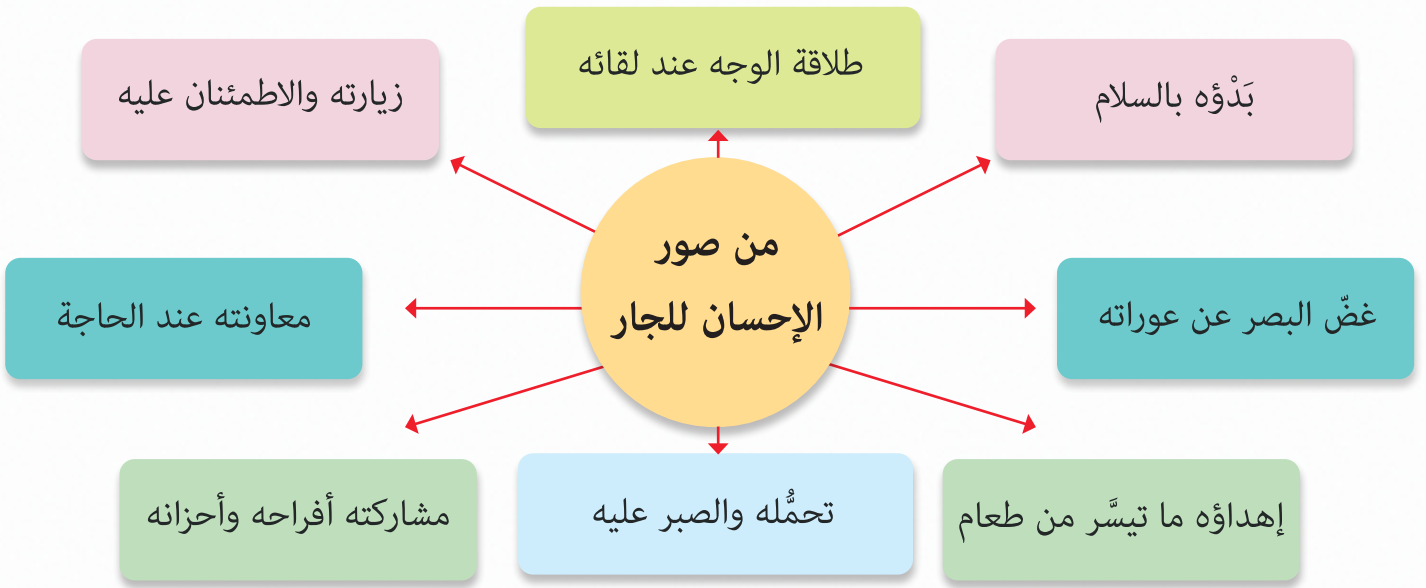 طلاقة الوجه عند لقائه
بَدْؤه بالسلام
زيارته والاطمئنان عليه
من صور
الإحسان للجار
غضّ البصر عن عوراته
معاونته عند الحاجة
إهداؤه ما تيسَّر من طعام
تحمُّله والصبر عليه
مشاركته أفراحه وأحزانه